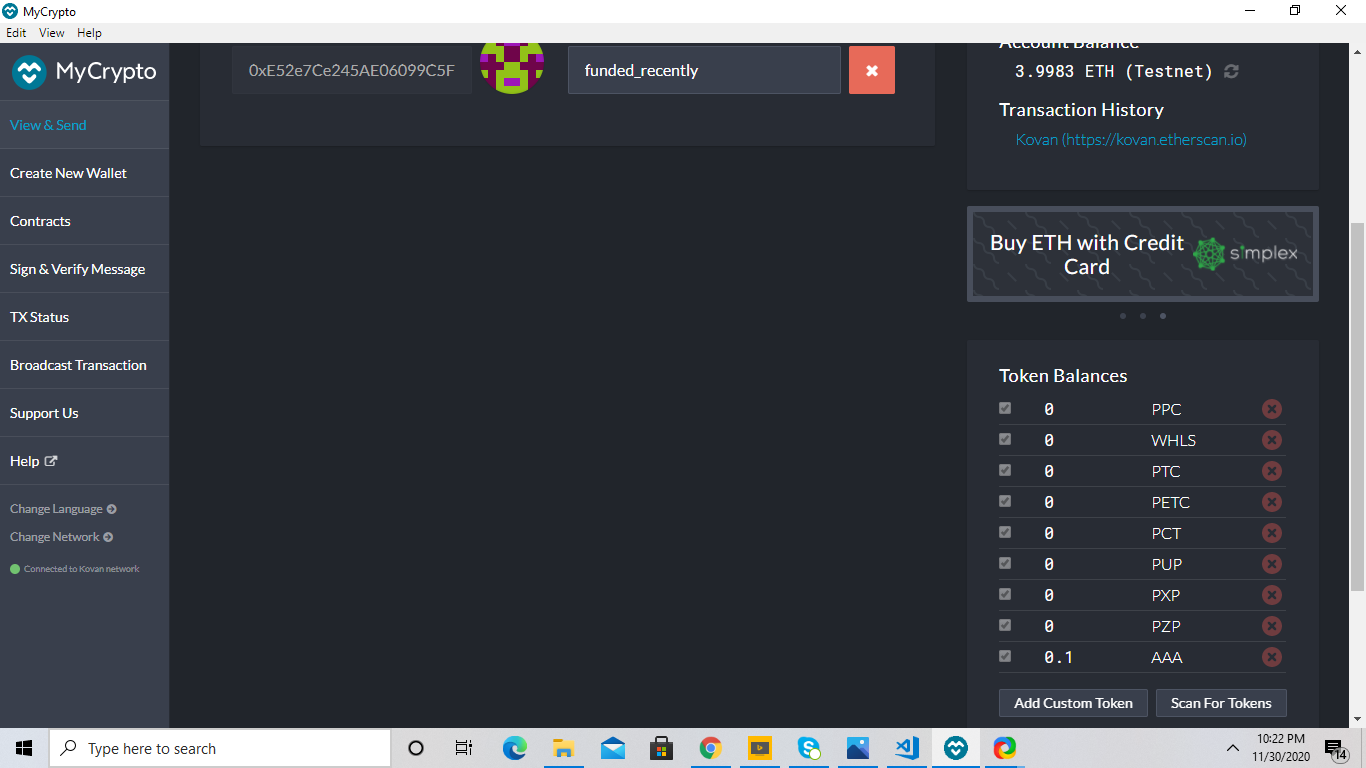 MyCrypto
Edit View Help
MyCrypto
View & Send
Create New Wallet
Contracts
Sign & Verify Message
TX Status
Broadcast Transaction
Support Us
Help
Change Language
Change Network
Connected to Kovan network
0xE52e7Ce245AE06099C5F
funded_recently
Account Balance
3.9983 ETH (Testnet)
Transaction History
Kovan (https://kovan.etherscan.io)
Buy ETH with Credit
Card
simplex
Token Balances
0 PPC
0 WHLS
0 PTC
0 PETC
0 PCT
0 PUP
0 PXP
0 PZP
0.1 AAA
Add Custom Token Scan For Tokens
Type here to search
10:22 PM
11/30/2020
14